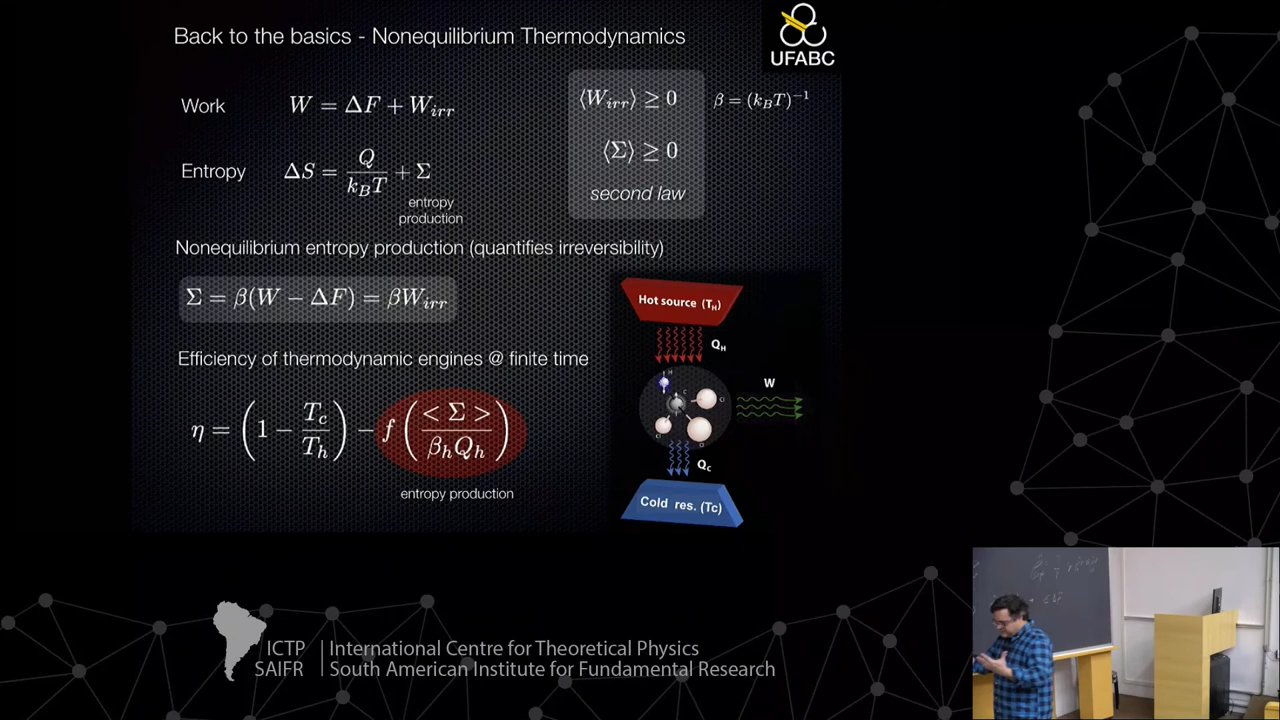 Back to the basics - Nonequilibrium Thermodynamics
UFABC
Work W = ΔF + W_irr
⟨W_irr⟩ ≥ 0 β = (k_B T)^−1
Entropy ΔS = Q / k_B T + Σ
entropy
production
⟨Σ⟩ ≥ 0
second law
Nonequilibrium entropy production (quantifies irreversibility)
Σ = β(W − ΔF) = βW_irr
Efficiency of thermodynamic engines @ finite time
η = (1 − T_c / T_h) − f (< Σ > / β_h Q_h)
entropy production
Hot source (T_H)
Q_H
H
C
Cl
Cl
Cl
W
Q_C
Cold res. (Tc)
ICTP
SAIFR
International Centre for Theoretical Physics
South American Institute for Fundamental Research